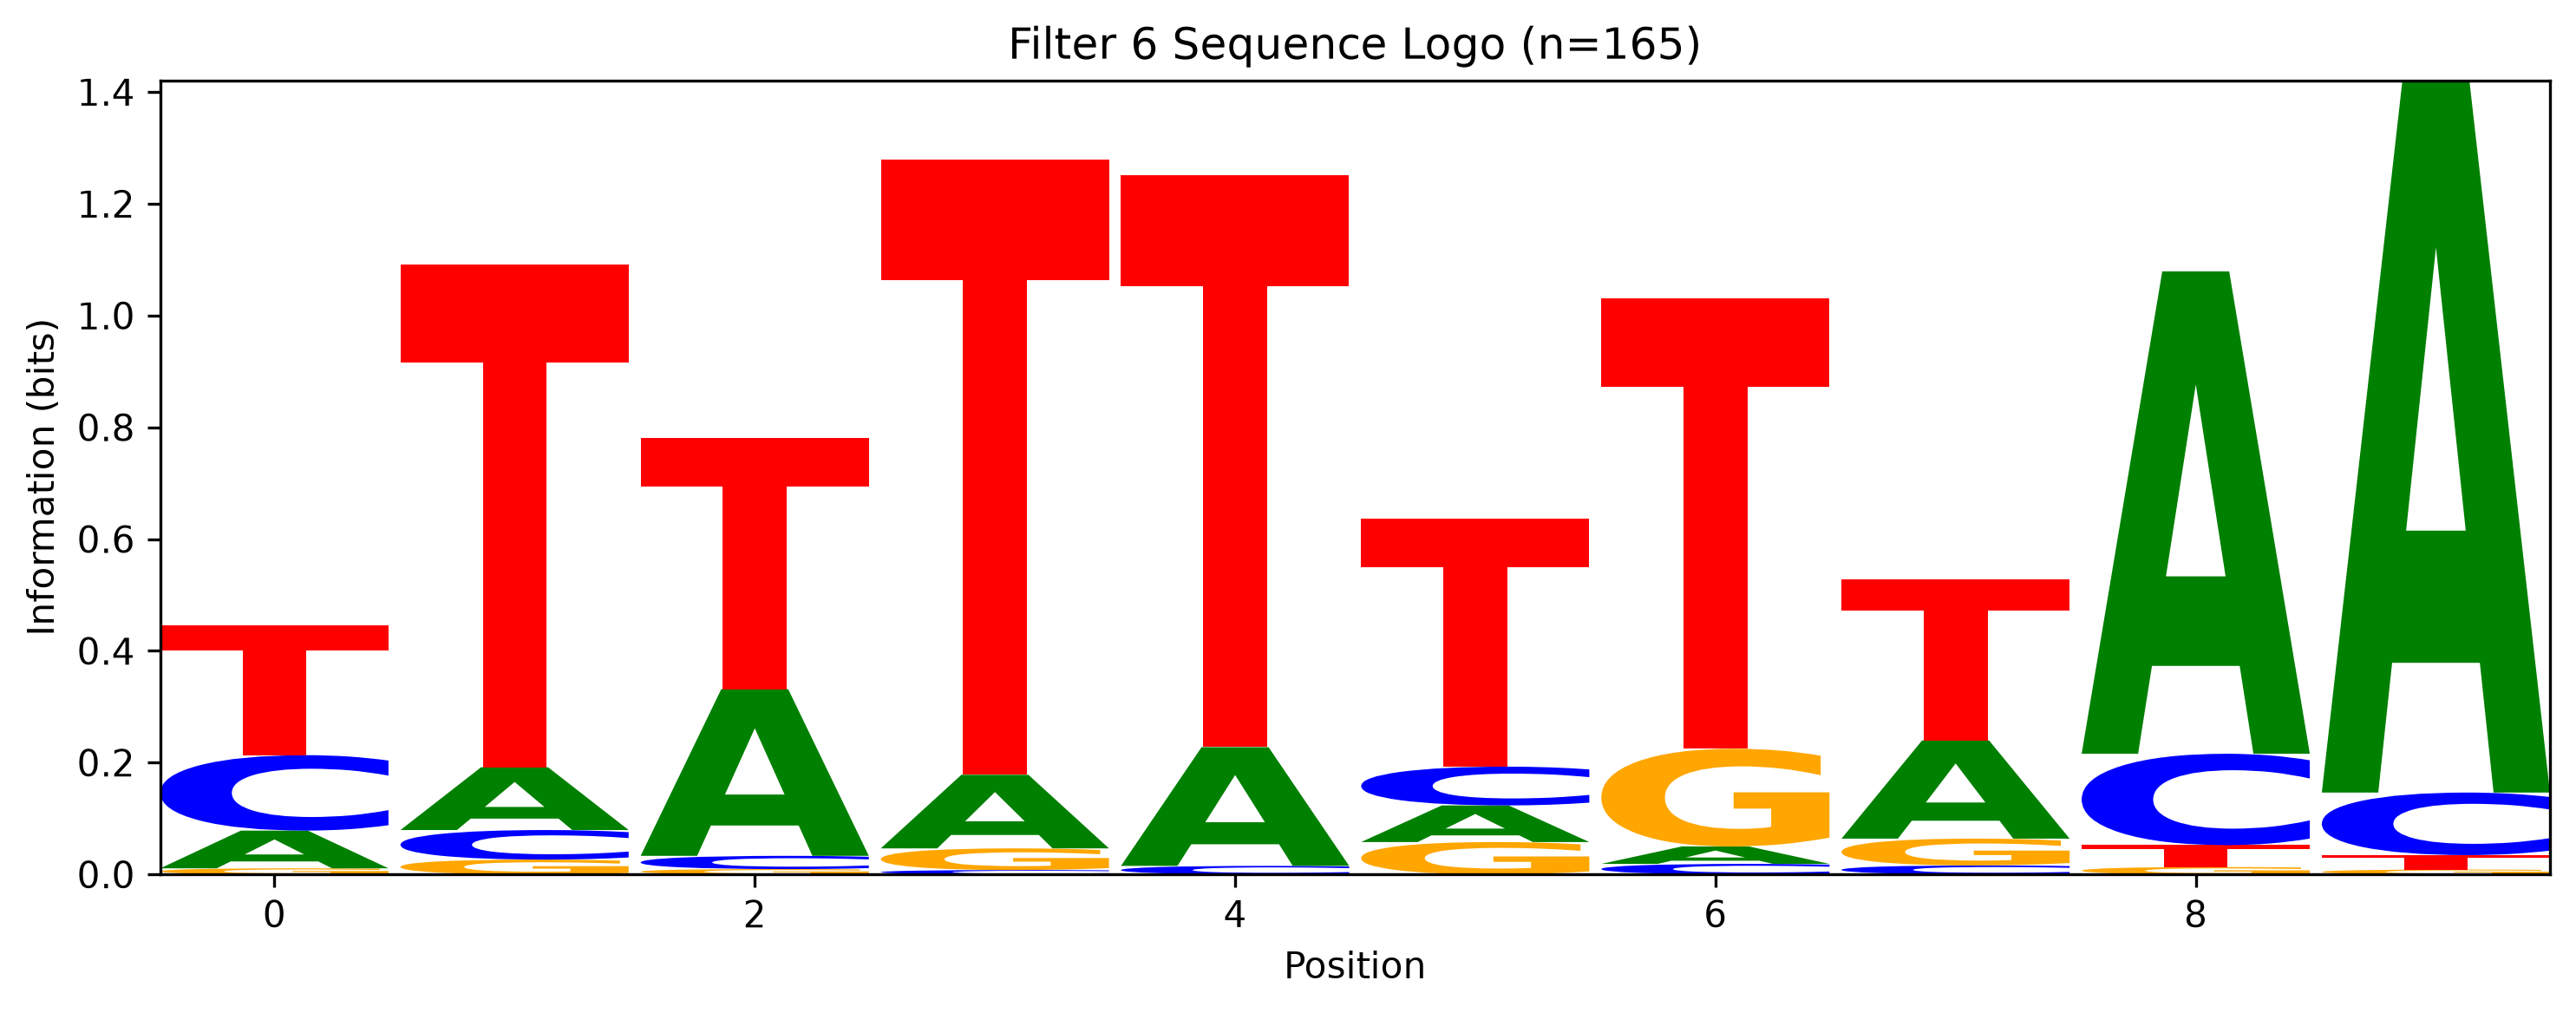 Filter 6 Sequence Logo (n=165)
Information (bits)
1.4
1.2
1.0
0.8
0.6
0.4
0.2
0.0
T C A G
T A C G
T A C G
T A G C
T A C
T C A G
T G A C
T A G C
A C T G
A C T G
0 2 4 6 8
Position